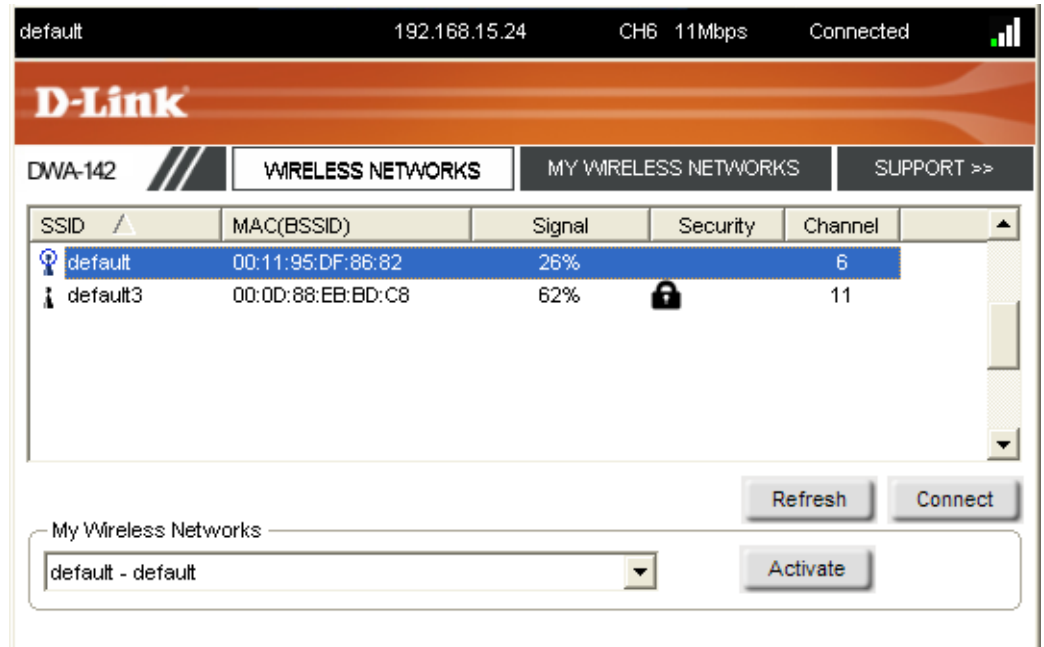 default 192.168.15.24 CH6 11Mbps Connected
D-Link
DWA-142 WIRELESS NETWORKS MY WIRELESS NETWORKS SUPPORT >>
SSID MAC(BSSID) Signal Security Channel
default 00:11:95:DF:86:82 26% 6
default3 00:0D:88:EB:BD:C8 62% 11
Refresh Connect
My Wireless Networks
default - default Activate